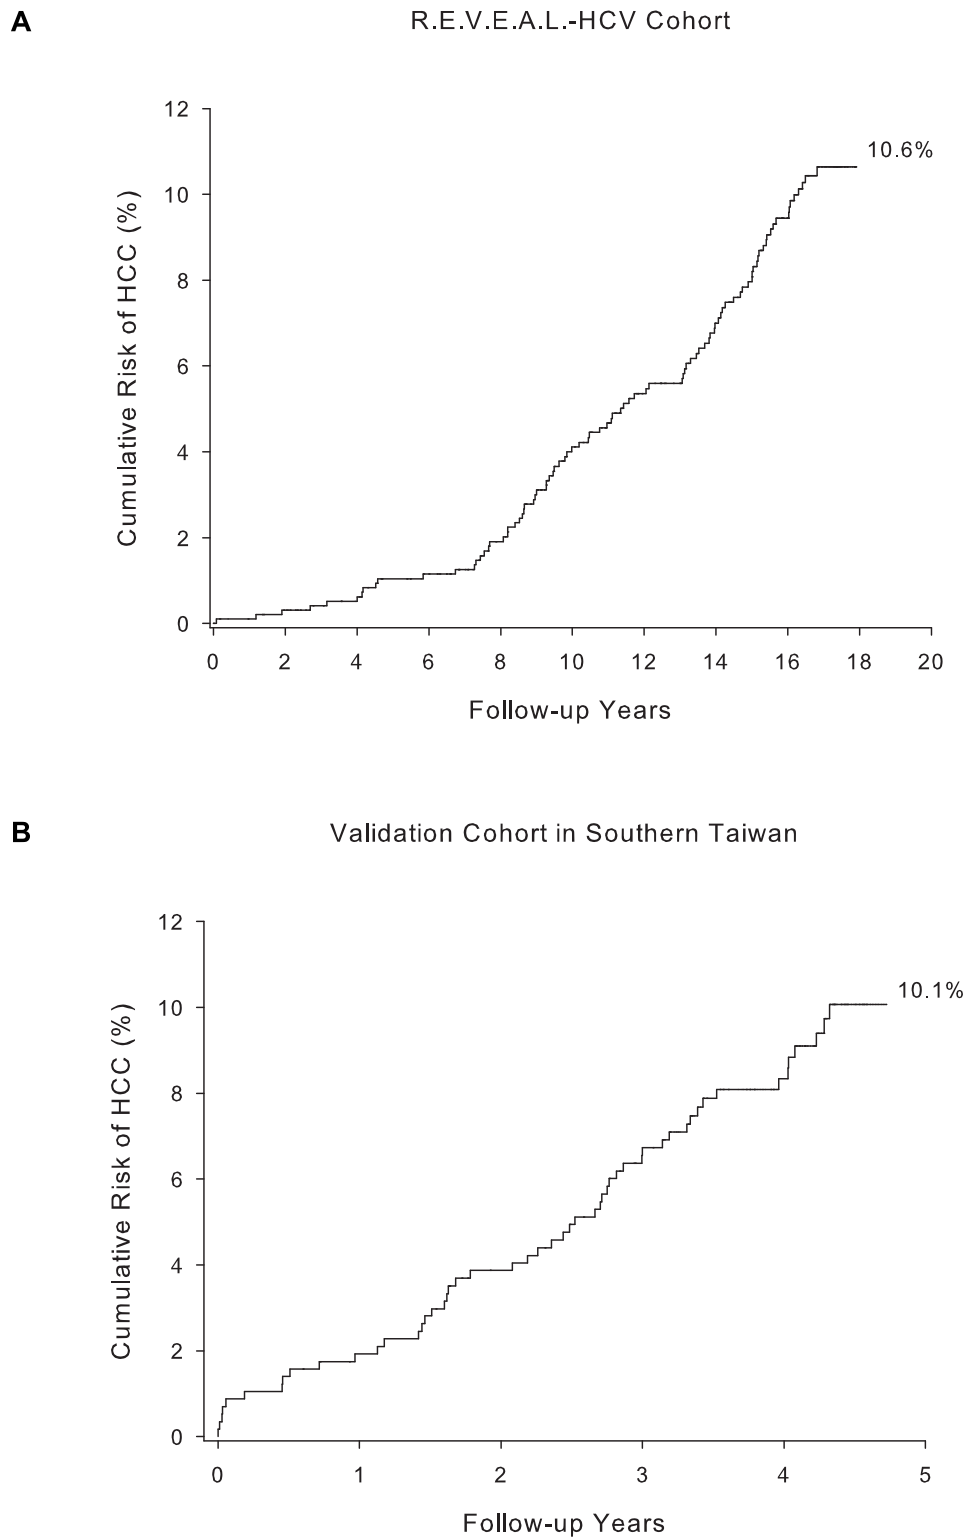 A
R.E.V.E.A.L.-HCV Cohort
12
10
8
6
4
2
0
Cumulative Risk of HCC (%)
10.6%
0 2 4 6 8 10 12 14 16 18 20
Follow-up Years
B
Validation Cohort in Southern Taiwan
12
10
8
6
4
2
0
Cumulative Risk of HCC (%)
10.1%
0 1 2 3 4 5
Follow-up Years